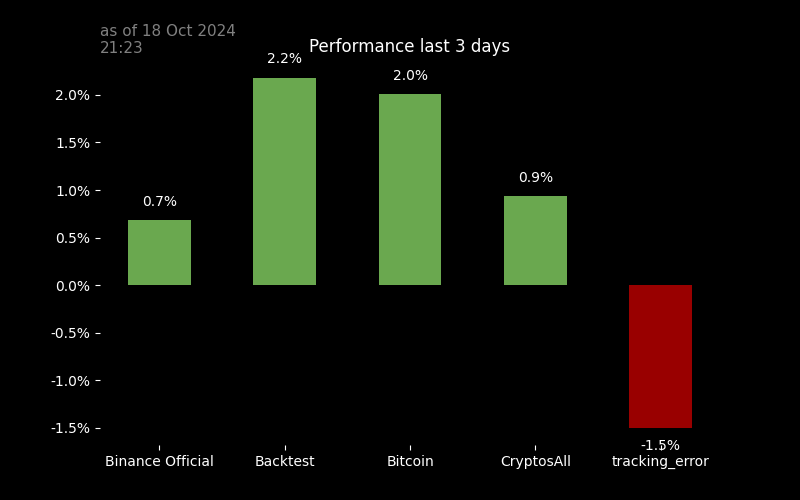 as of 18 Oct 2024
21:23
Performance last 3 days
2.2%
2.0%
0.7%
0.9%
-1.5%
2.0%
1.5%
1.0%
0.5%
0.0%
-0.5%
-1.0%
-1.5%
Binance Official
Backtest
Bitcoin
CryptosAll
tracking_error